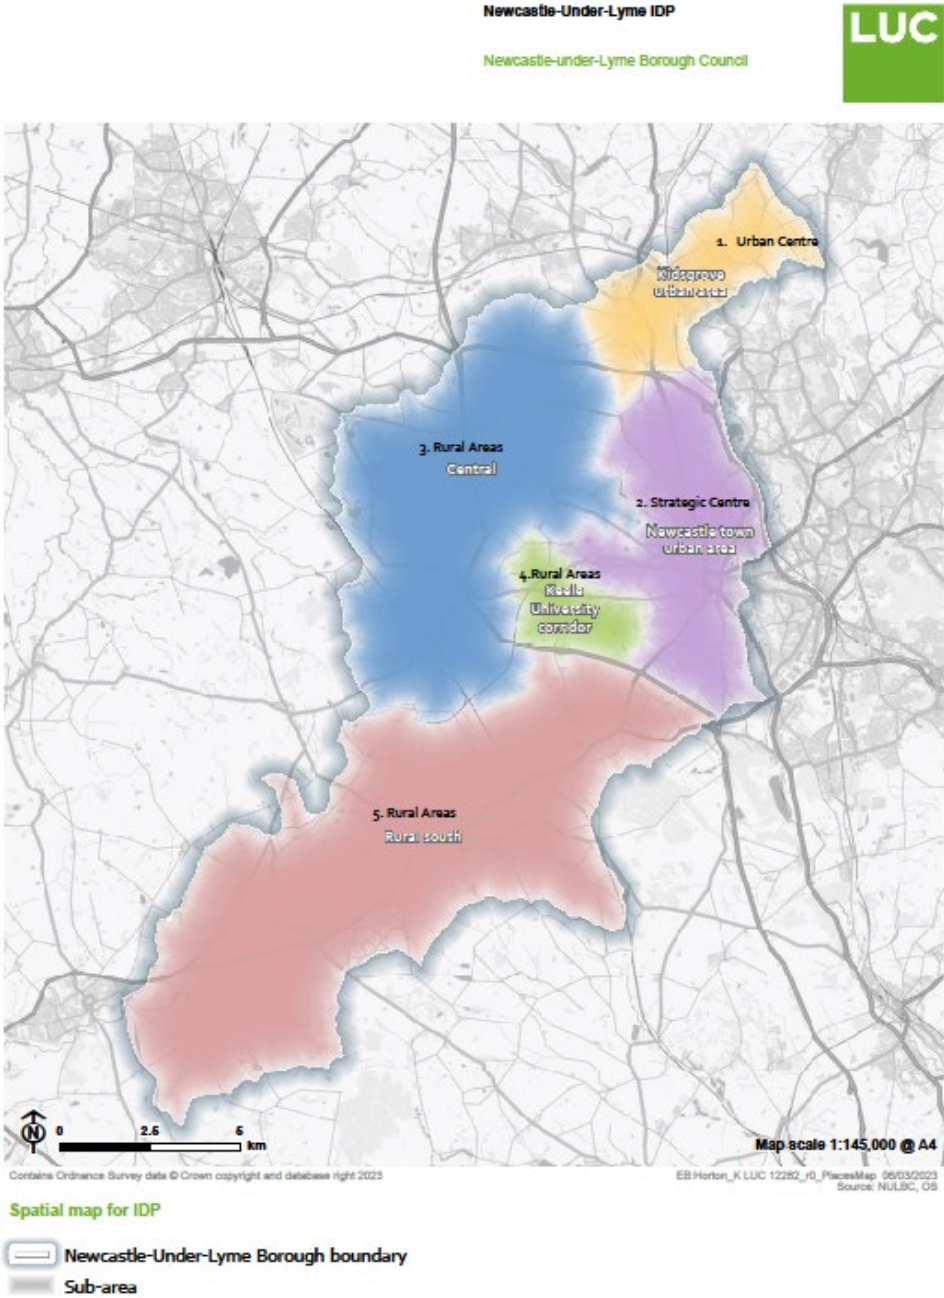 Newcastle-Under-Lyme IDP
LUC
Newcastle-under-Lyme Borough Council
1. Urban Centre
Kidsgrove
urban area
3. Rural Areas
Central
2. Strategic Centre
Newcastle town
urban area
4.Rural Areas
Keele
University
corridor
5. Rural Areas
Rural south
N
0 2.5 5
km
Map scale 1:145,000 @ A4
Contains Ordnance Survey data © Crown copyright and database right 2023
EB:Horton_K LUC 12262_r0_PlacesMap 06/03/2023
Source: NULBC, OS
Spatial map for IDP
Newcastle-Under-Lyme Borough boundary
Sub-area